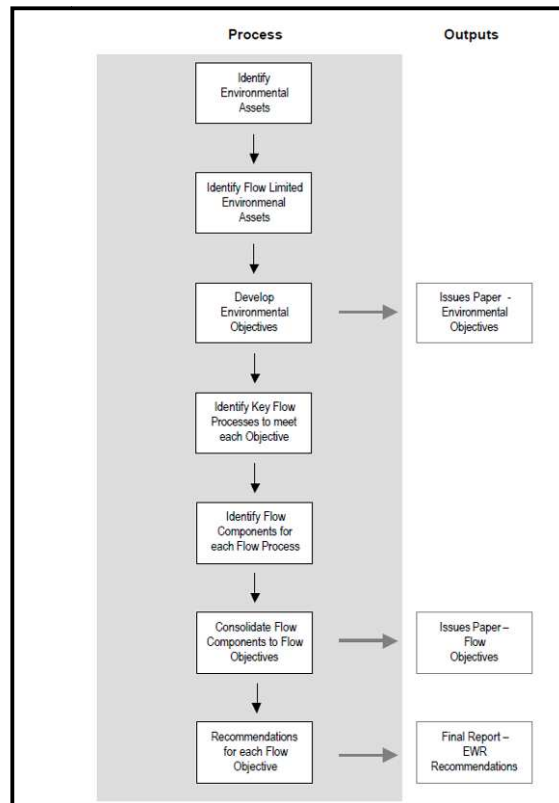 Process
Outputs
Identify
Environmental
Assets
Identify Flow Limited
Environmenal
Assets
Develop
Environmental
Objectives
Issues Paper -
Environmental
Objectives
Identify Key Flow
Processes to meet
each Objective
Identify Flow
Components for
each Flow Process
Consolidate Flow
Components to Flow
Objectives
Issues Paper –
Flow
Objectives
Recommendations
for each Flow
Objective
Final Report –
EWR
Recommendations